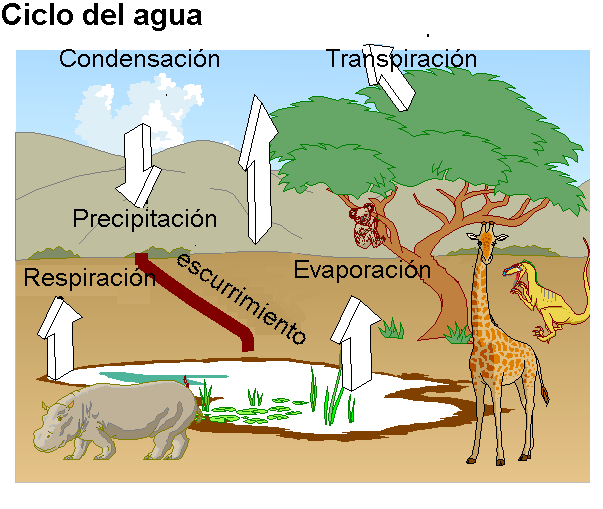 Ciclo del agua
Condensación
Transpiración
Precipitación
Respiración
escurrimiento
Evaporación